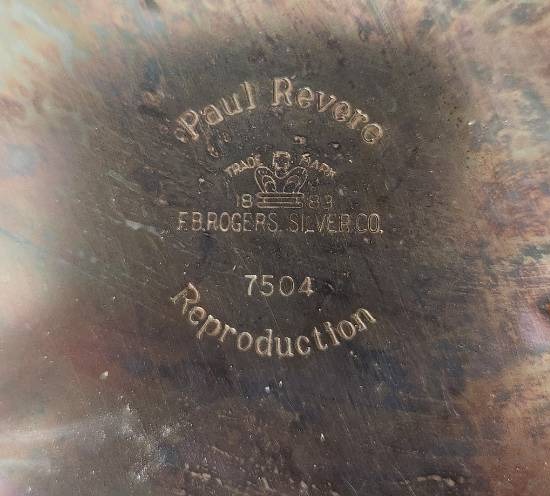 Paul Revere
TRADE MARK
18 83
F.B.ROGERS SILVER CO.
7504
Reproduction